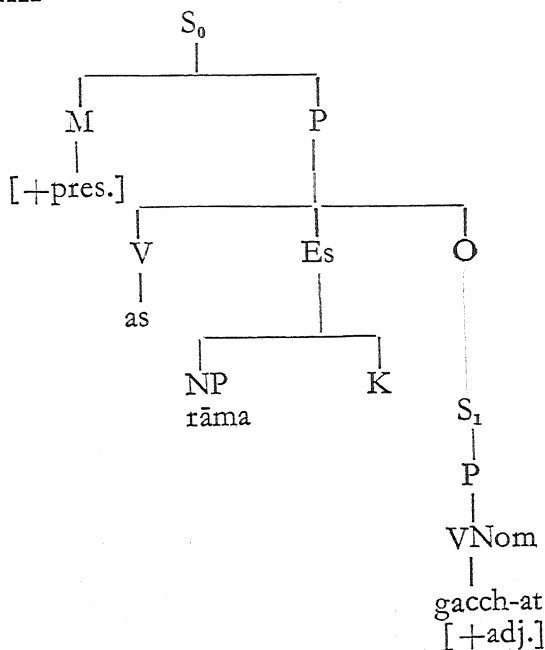 S₀
M P
[+pres.]
V Es O
as
NP K
rāma
S₁
P
VNom
gacch-at
[+adj.]